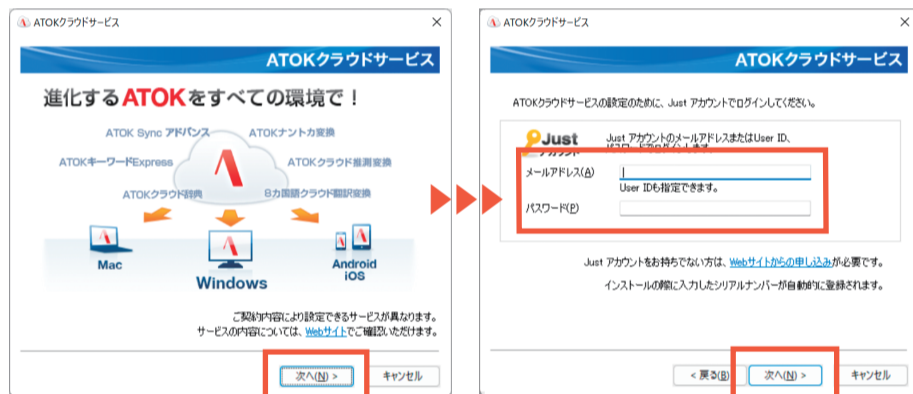 ATOKクラウドサービス
ATOKクラウドサービス
進化するATOKをすべての環境で！
ATOK Sync アドバンス
ATOKナントカ変換
ATOKキーワードExpress
ATOKクラウド推測変換
ATOKクラウド辞典
8カ国語クラウド翻訳変換
Mac
Windows
Android
iOS
ご契約内容により設定できるサービスが異なります。
サービスの内容については、Webサイトでご確認いただけます。
次へ(N) >
キャンセル
ATOKクラウドサービス
ATOKクラウドサービス
ATOKクラウドサービスの設定のために、Just アカウントでログインしてください。
Just
アカウント
Just アカウントのメールアドレスまたはUser ID、
パスワードでログインします。
メールアドレス(A)
User IDも指定できます。
パスワード(P)
Just アカウントをお持ちでない方は、Webサイトからの申し込みが必要です。
インストールの際に入力したシリアルナンバーが自動的に登録されます。
< 戻る(B)
次へ(N) >
キャンセル